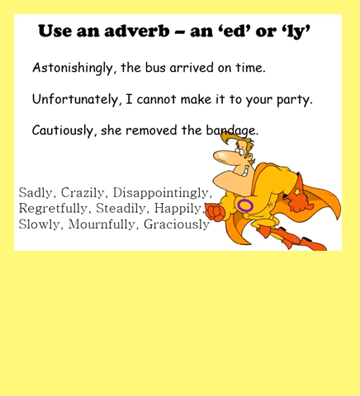 Use an adverb – an ‘ed’ or ‘ly’
Astonishingly, the bus arrived on time.
Unfortunately, I cannot make it to your party.
Cautiously, she removed the bandage.
Sadly, Crazily, Disappointingly,
Regretfully, Steadily, Happily,
Slowly, Mournfully, Graciously